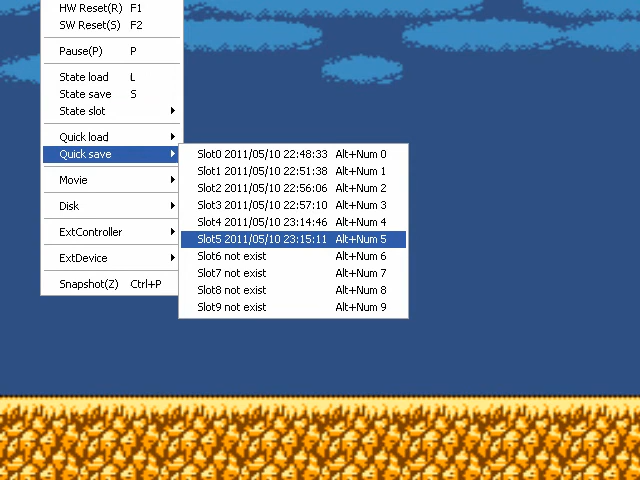 HW Reset(R) F1
SW Reset(S) F2
Pause(P) P
State load L
State save S
State slot
Quick load
Quick save
Movie
Disk
ExtController
ExtDevice
Snapshot(Z) Ctrl+P
Slot0 2011/05/10 22:48:33 Alt+Num 0
Slot1 2011/05/10 22:51:38 Alt+Num 1
Slot2 2011/05/10 22:56:06 Alt+Num 2
Slot3 2011/05/10 22:57:10 Alt+Num 3
Slot4 2011/05/10 23:14:46 Alt+Num 4
Slot5 2011/05/10 23:15:11 Alt+Num 5
Slot6 not exist Alt+Num 6
Slot7 not exist Alt+Num 7
Slot8 not exist Alt+Num 8
Slot9 not exist Alt+Num 9